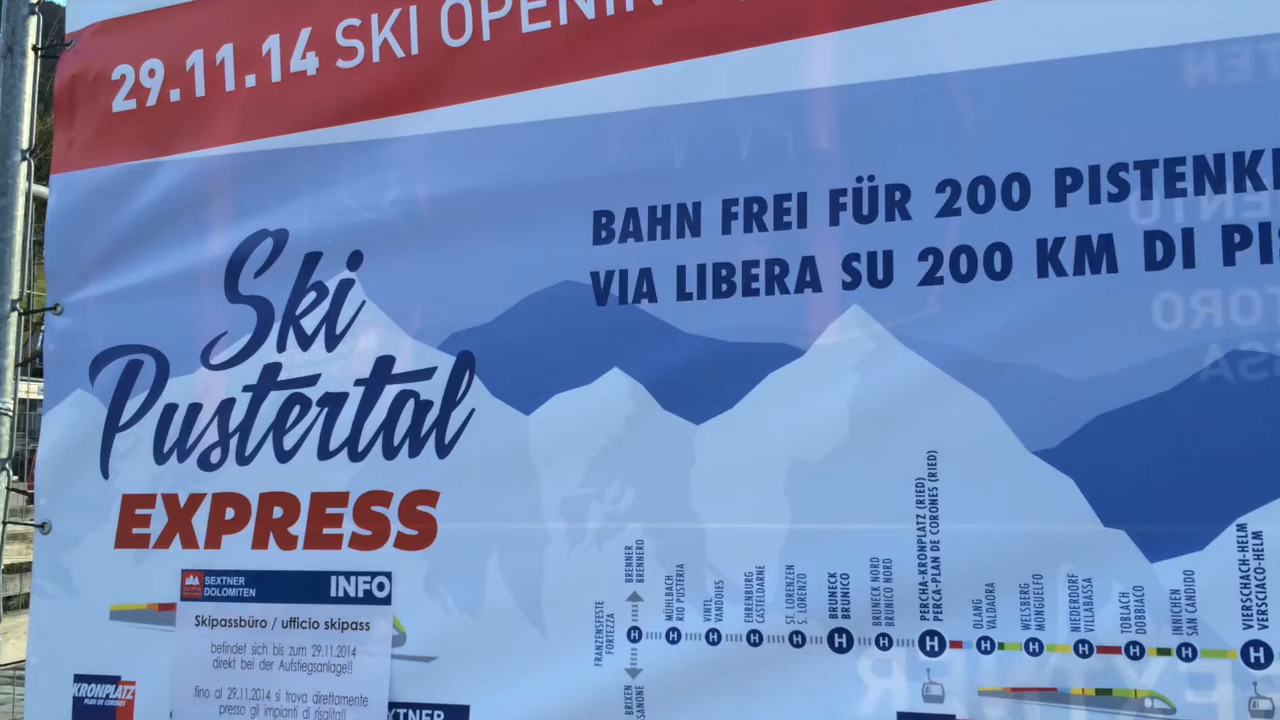 29.11.14 SKI OPENIN
BAHN FREI FÜR 200 PISTENK
VIA LIBERA SU 200 KM DI PI
Ski
Pustertal
EXPRESS
SEXTNER
DOLOMITEN
INFO
Skipassbüro / ufficio skipass
befindet sich bis zum 29.11.2014
direkt bei der Aufstiegsanlage!!
fino al 29.11.2014 si trova direttamente
presso gli impianti di risalita!!
KRONPLATZ
PLAN DE CORONES
XTNER
FRANZENSFESTE
FORTEZZA
BRENNER
BRENNERO
BRIXEN
SANONE
MÜHLBACH
RIO PUSTERIA
VINTL
VANDOIES
EHRENBURG
CASTELDARNE
ST. LORENZEN
S. LORENZO
BRUNECK
BRUNICO
BRUNECK NORD
BRUNICO NORD
PERCHA-KRONPLATZ (RIED)
PERCA-PLAN DE CORONES (RIED)
OLANG
VALDAORA
WELSBERG
MONGUELFO
NIEDERDORF
VILLABASSA
TOBLACH
DOBBIACO
INNICHEN
SAN CANDIDO
VIERSCHACH-HELM
VERSCIACO-HELM
H H H H H H H H H H H H H H